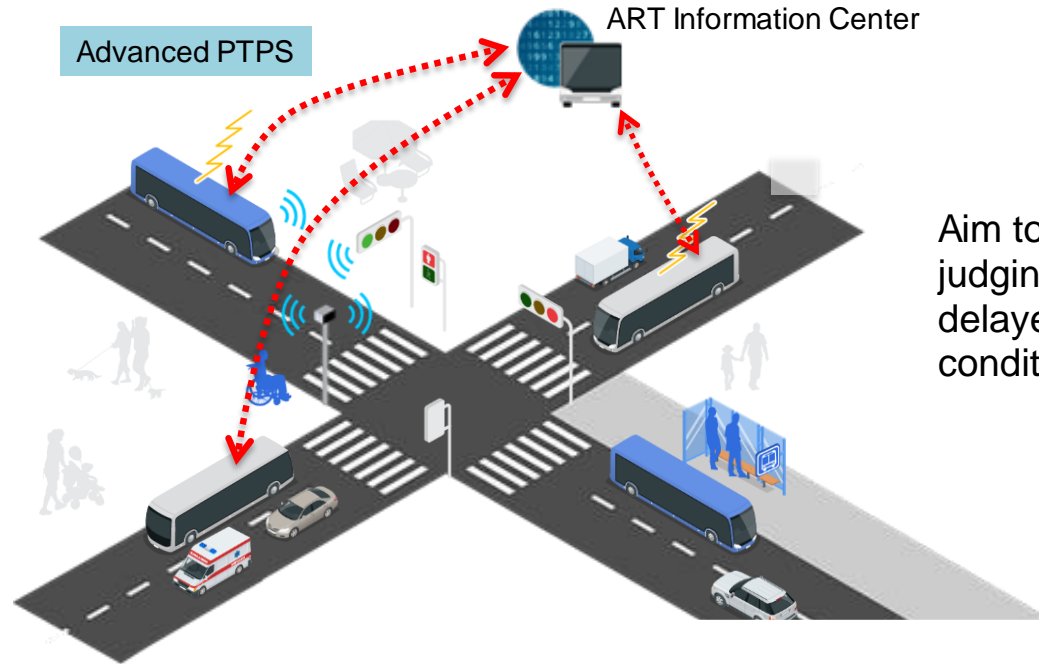 ART Information Center
Advanced PTPS
Aim to
judgin
delaye
condit